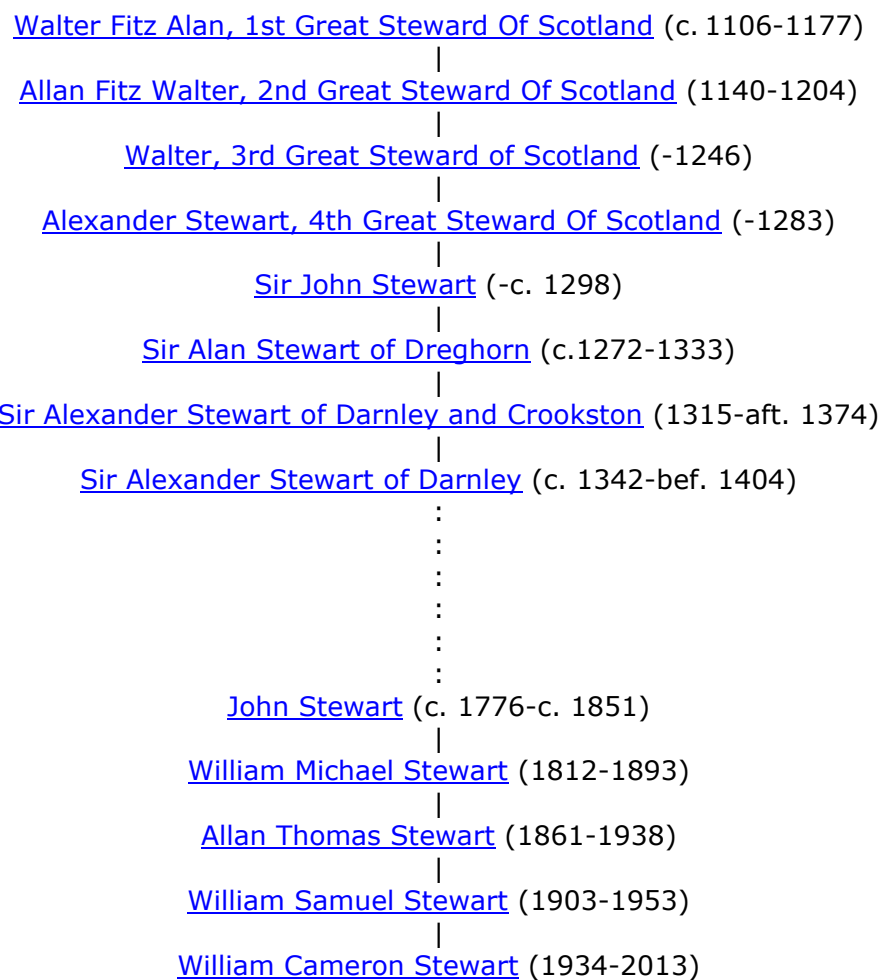 Walter Fitz Alan, 1st Great Steward Of Scotland (c. 1106-1177)
|
Allan Fitz Walter, 2nd Great Steward Of Scotland (1140-1204)
|
Walter, 3rd Great Steward of Scotland (-1246)
|
Alexander Stewart, 4th Great Steward Of Scotland (-1283)
|
Sir John Stewart (-c. 1298)
|
Sir Alan Stewart of Dreghorn (c.1272-1333)
|
Sir Alexander Stewart of Darnley and Crookston (1315-aft. 1374)
|
Sir Alexander Stewart of Darnley (c. 1342-bef. 1404)
:
:
:
:
:
:
John Stewart (c. 1776-c. 1851)
|
William Michael Stewart (1812-1893)
|
Allan Thomas Stewart (1861-1938)
|
William Samuel Stewart (1903-1953)
|
William Cameron Stewart (1934-2013)